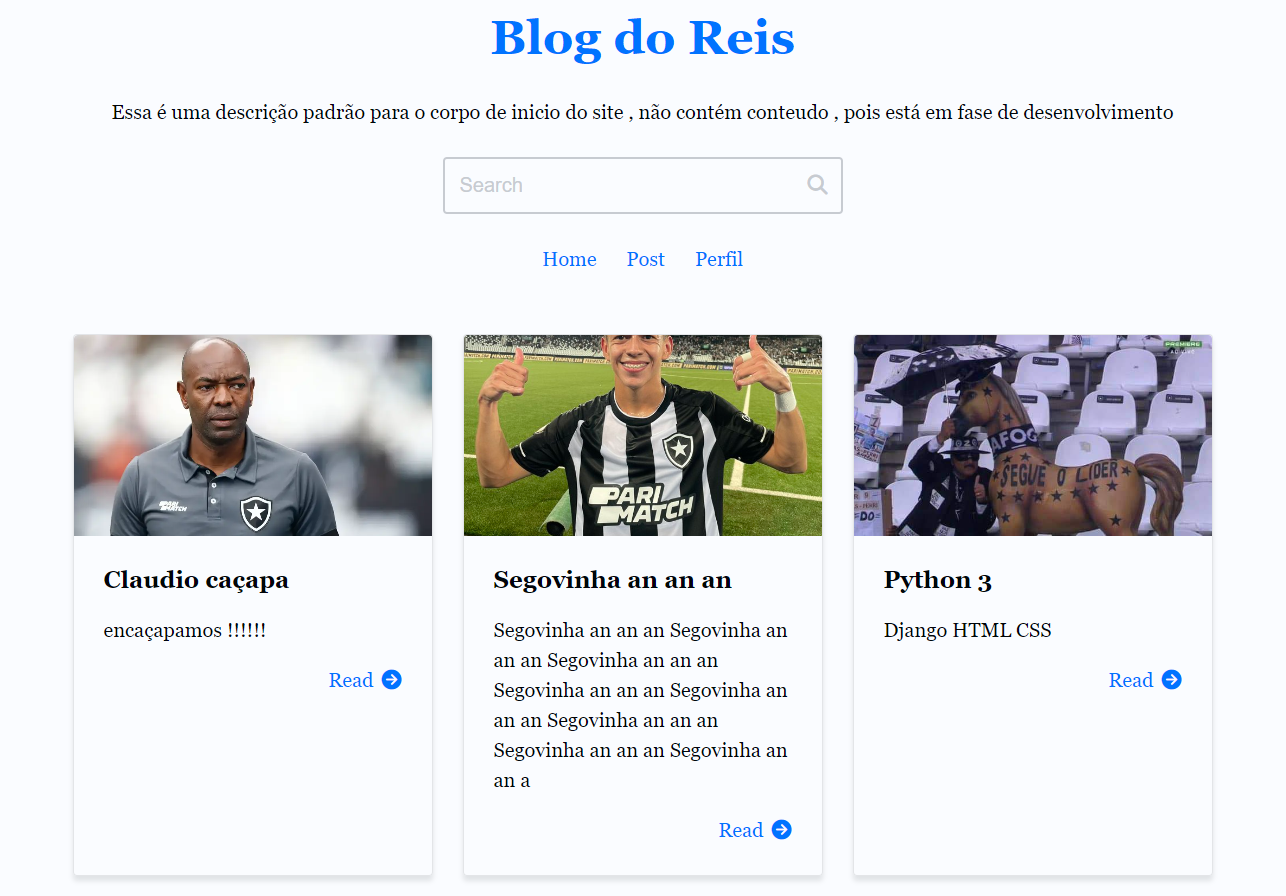 Blog do Reis
Essa é uma descrição padrão para o corpo de inicio do site , não contém conteudo , pois está em fase de desenvolvimento
Search
Home Post Perfil
PARI
MATCH
PARI
MATCH
PREMIERE
AFOG
SEGUE O LIDER
DO
Claudio caçapa
encaçapamos !!!!!!
Read
Segovinha an an an
Segovinha an an an Segovinha an
an an Segovinha an an an
Segovinha an an an Segovinha an
an an Segovinha an an an
Segovinha an an an Segovinha an
an a
Read
Python 3
Django HTML CSS
Read